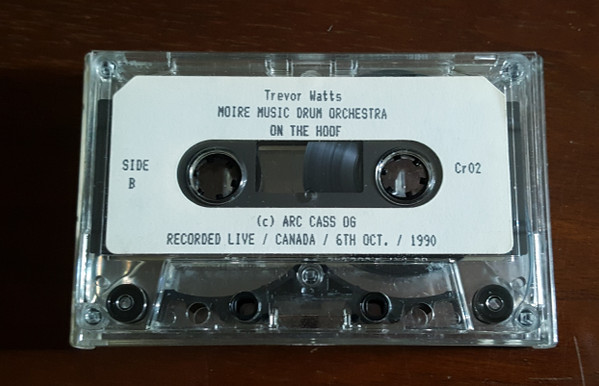 Trevor Watts
MOIRE MUSIC DRUM ORCHESTRA
ON THE HOOF
SIDE
B
CrO2
(c) ARC CASS 06
RECORDED LIVE / CANADA / 6TH OCT. / 1990